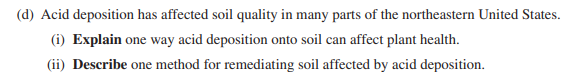 (d) Acid deposition has affected soil quality in many parts of the northeastern United States.
(i) Explain one way acid deposition onto soil can affect plant health.
(ii) Describe one method for remediating soil affected by acid deposition.